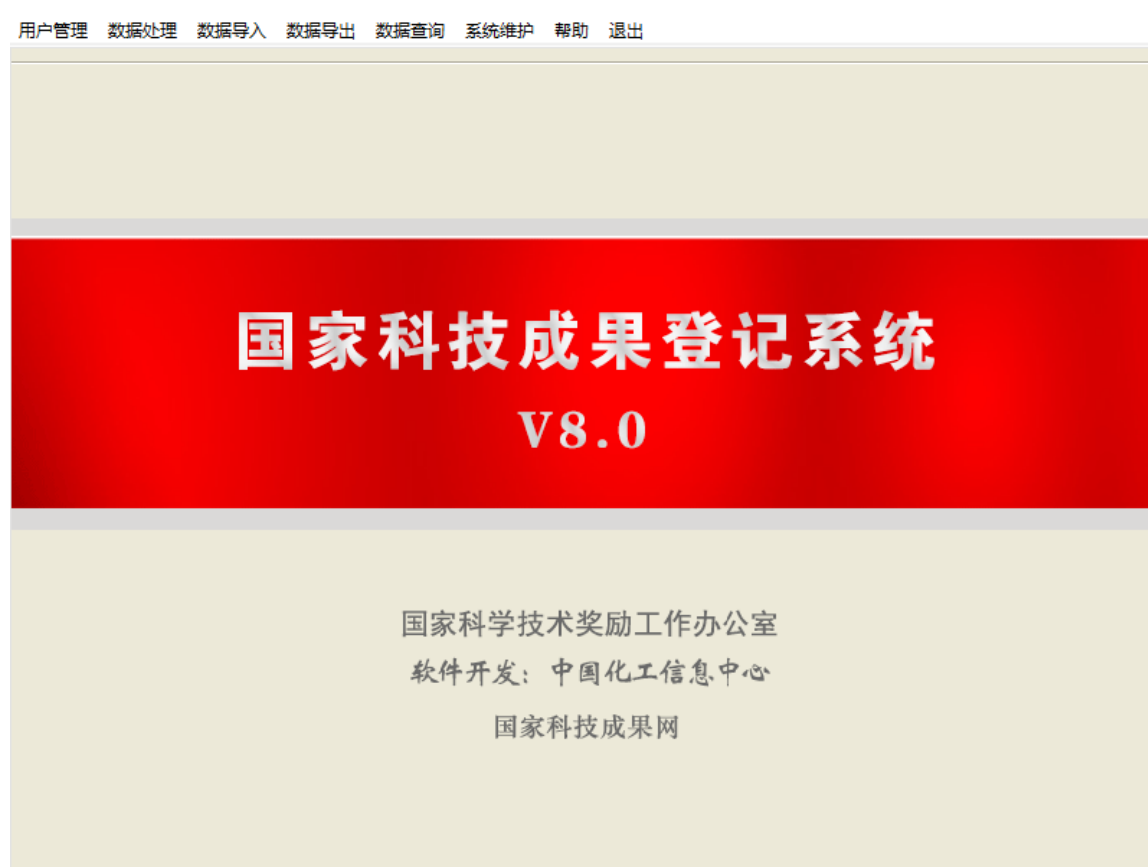 用户管理 数据处理 数据导入 数据导出 数据查询 系统维护 帮助 退出
国家科技成果登记系统
V8.0
国家科学技术奖励工作办公室
软件开发：中国化工信息中心
国家科技成果网